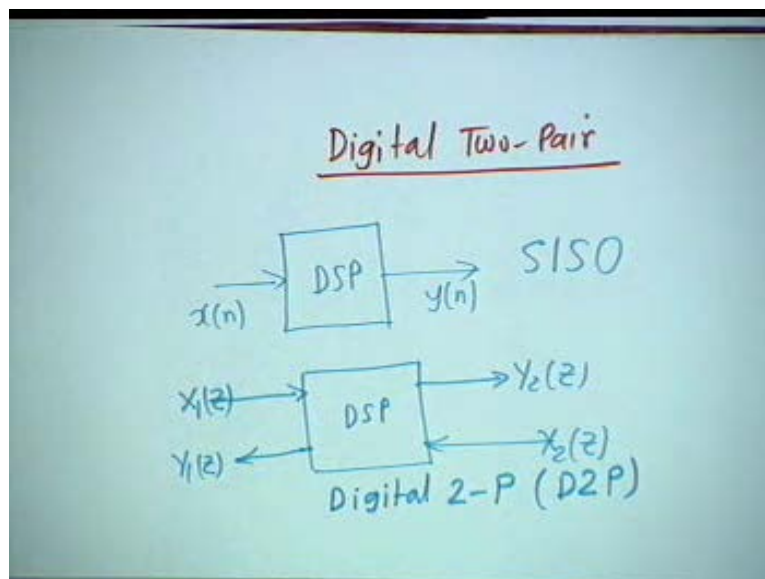 Digital Two-Pair
DSP SISO
x(n) y(n)
X₁(z) Y₂(z)
DSP
Y₁(z) X₂(z)
Digital 2-P (D2P)